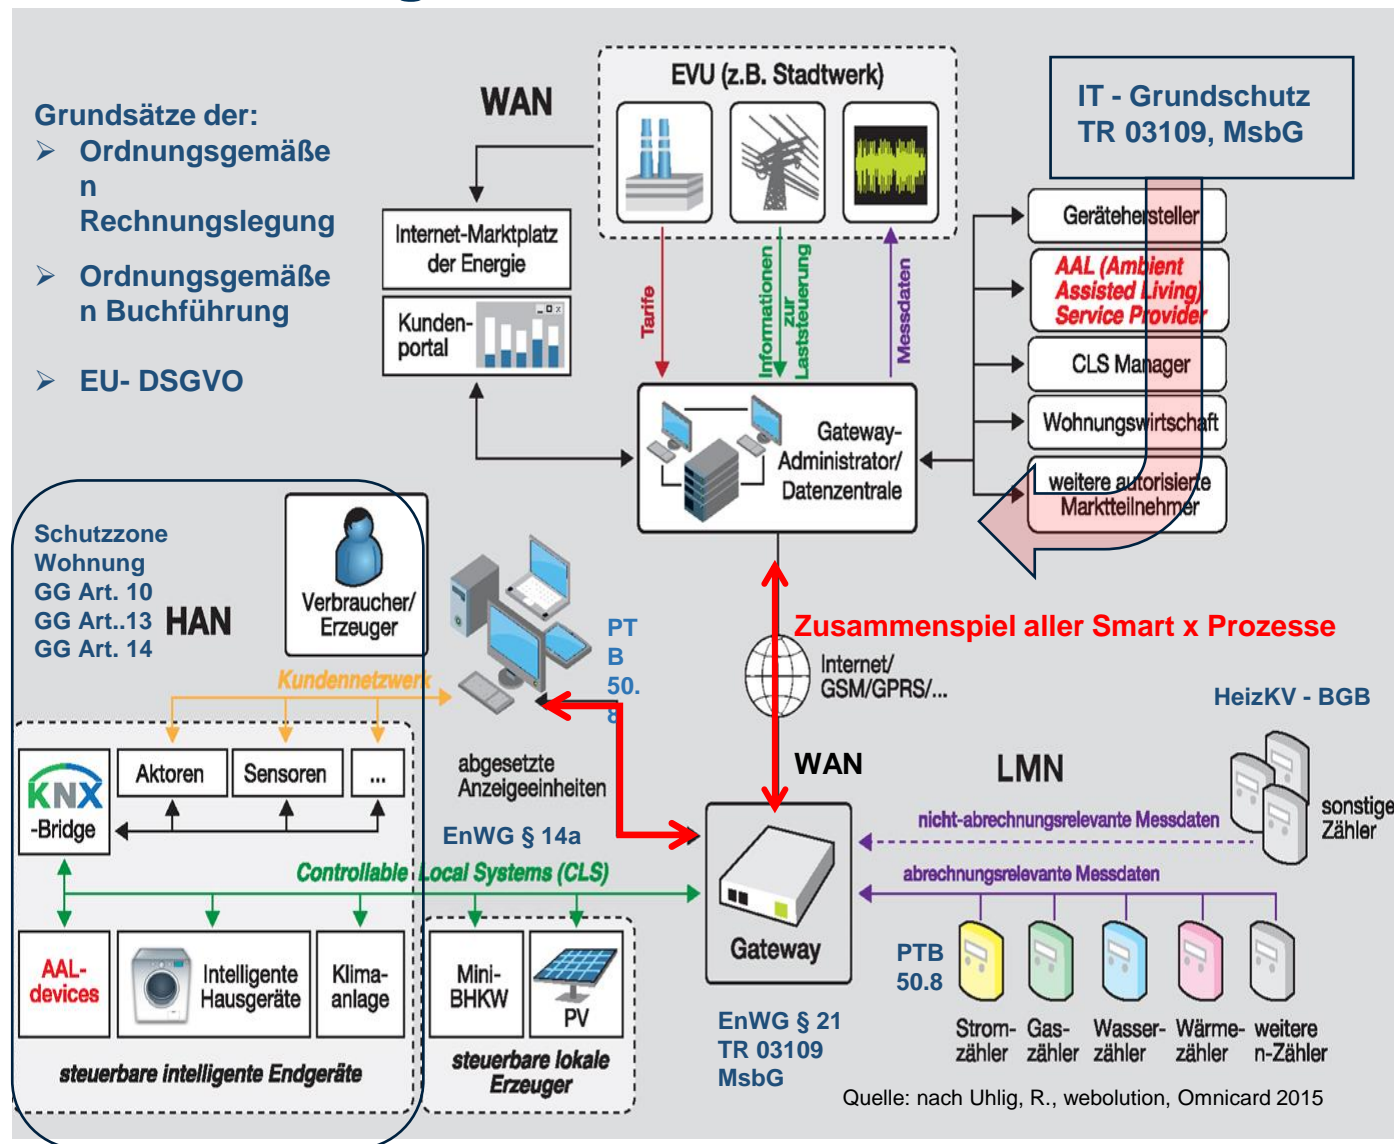 EVU (z.B. Stadtwerk)
WAN
IT - Grundschutz
TR 03109, MsbG
Grundsätze der:
➢ Ordnungsgemäße
n
Rechnungslegung
➢ Ordnungsgemäße
n Buchführung
➢ EU- DSGVO
Internet-Marktplatz
der Energie
Kunden-
portal
Tarife
Informationen
zur
Laststeuerung
Messdaten
Gerätehersteller
AAL (Ambient
Assisted Living)
Service Provider
CLS Manager
Wohnungswirtschaft
weitere autorisierte
Marktteilnehmer
Gateway-
Administrator/
Datenzentrale
Schutzzone
Wohnung
GG Art. 10
GG Art..13
GG Art. 14
HAN
Verbraucher/
Erzeuger
PT
B
50.
8
Zusammenspiel aller Smart x Prozesse
Internet/
GSM/GPRS/...
Kundennetzwerk
HeizKV - BGB
KNX
-Bridge
Aktoren
Sensoren
...
abgesetzte
Anzeigeeinheiten
WAN
LMN
sonstige
Zähler
nicht-abrechnungsrelevante Messdaten
EnWG § 14a
Controllable Local Systems (CLS)
abrechnungsrelevante Messdaten
Gateway
AAL-
devices
Intelligente
Hausgeräte
Klima-
anlage
Mini-
BHKW
PV
PTB
50.8
EnWG § 21
TR 03109
MsbG
Strom-
zähler
Gas-
zähler
Wasser-
zähler
Wärme-
zähler
weitere
n-Zähler
steuerbare intelligente Endgeräte
steuerbare lokale
Erzeuger
Quelle: nach Uhlig, R., webolution, Omnicard 2015